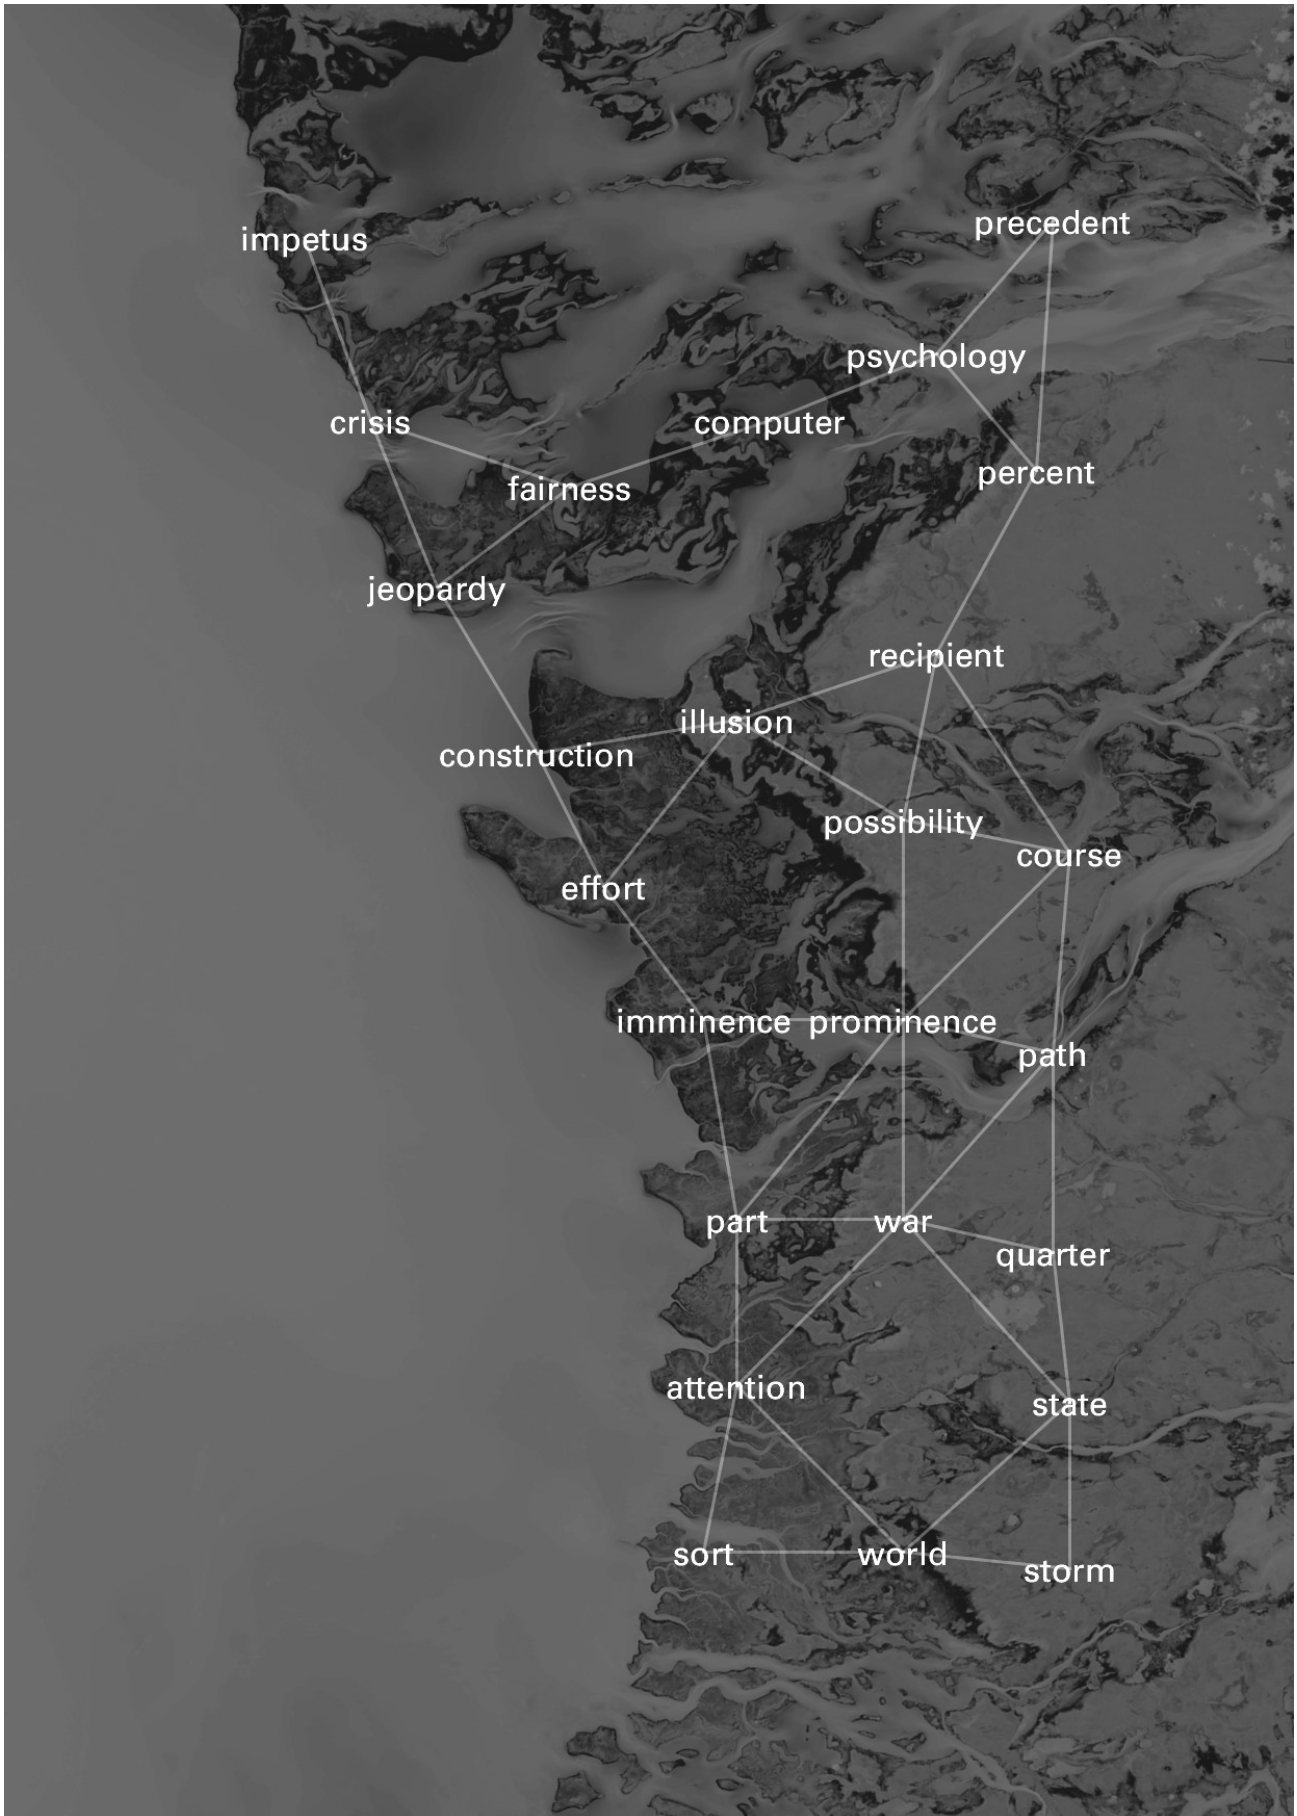 precedent
impetus
psychology
crisis
computer
percent
fairness
jeopardy
recipient
illusion
construction
possibility
course
effort
imminence
prominence
path
part
war
quarter
attention
state
sort
world
storm